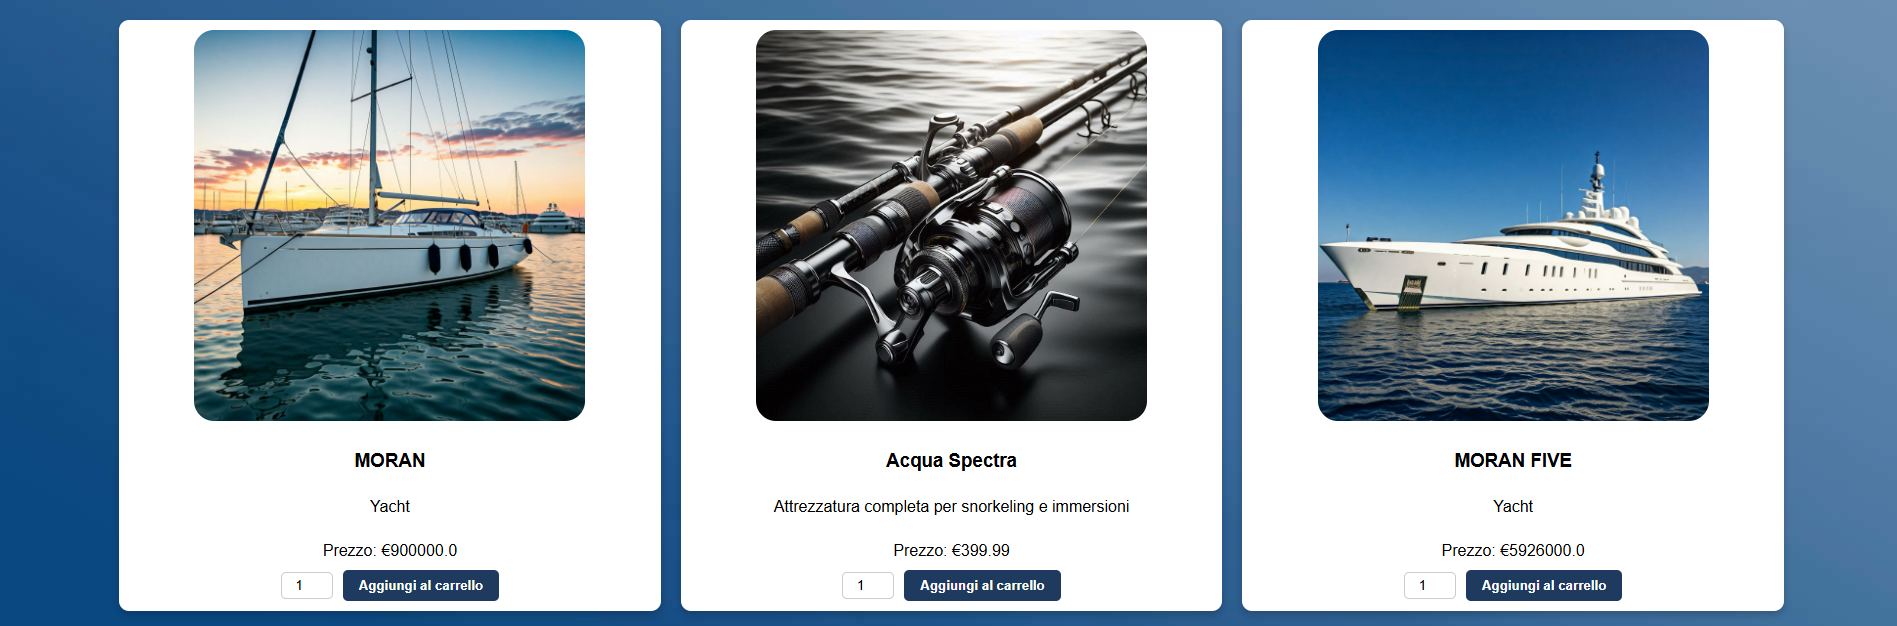 MORAN
Yacht
Prezzo: €900000.0
1
Aggiungi al carrello
Acqua Spectra
Attrezzatura completa per snorkeling e immersioni
Prezzo: €399.99
1
Aggiungi al carrello
MORAN FIVE
Yacht
Prezzo: €5926000.0
1
Aggiungi al carrello